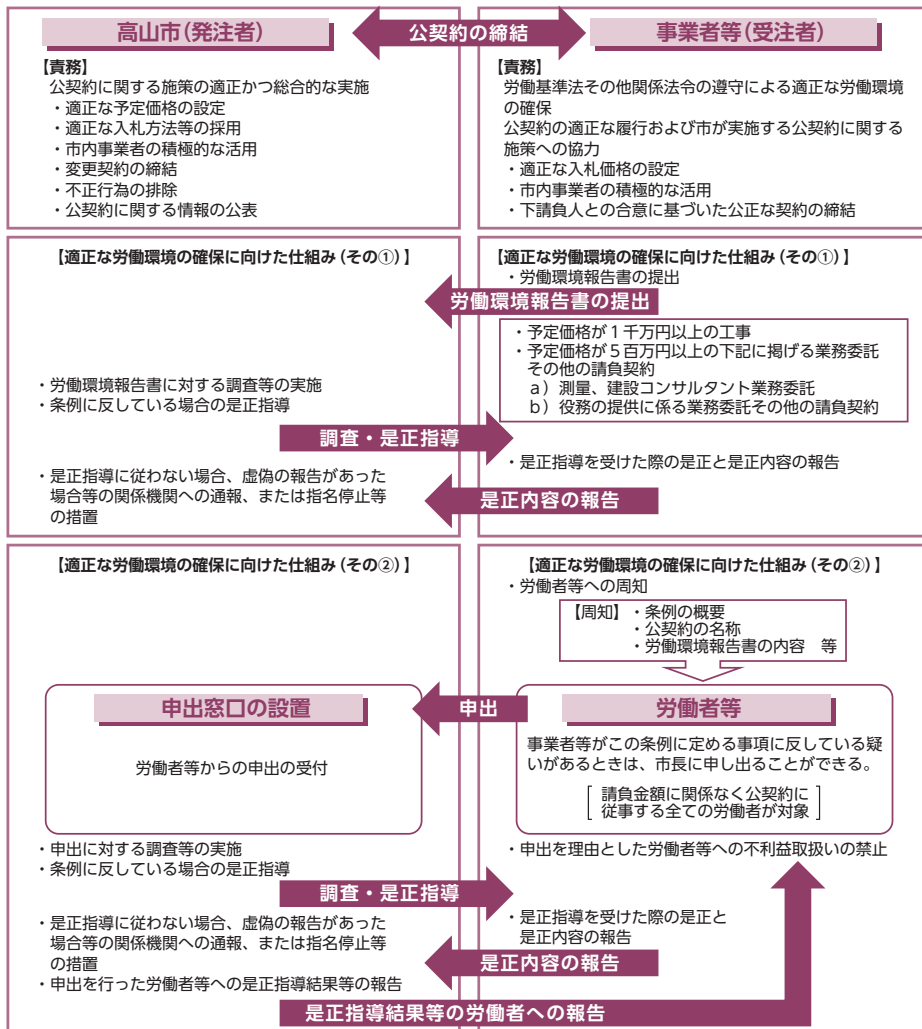 高山市(発注者)
公契約の締結
事業者等(受注者)
【責務】
公契約に関する施策の適正かつ総合的な実施
・適正な予定価格の設定
・適正な入札方法等の採用
・市内事業者の積極的な活用
・変更契約の締結
・不正行為の排除
・公契約に関する情報の公表
【責務】
労働基準法その他関係法令の遵守による適正な労働環境
の確保
公契約の適正な履行および市が実施する公契約に関する
施策への協力
・適正な入札価格の設定
・市内事業者の積極的な活用
・下請負人との合意に基づいた公正な契約の締結
【適正な労働環境の確保に向けた仕組み(その①)】
【適正な労働環境の確保に向けた仕組み(その①)】
・労働環境報告書の提出
労働環境報告書の提出
・予定価格が1千万円以上の工事
・予定価格が5百万円以上の下記に掲げる業務委託
その他の請負契約
a)測量、建設コンサルタント業務委託
b)役務の提供に係る業務委託その他の請負契約
・労働環境報告書に対する調査等の実施
・条例に反している場合の是正指導
調査・是正指導
・是正指導を受けた際の是正と是正内容の報告
・是正指導に従わない場合、虚偽の報告があった
場合等の関係機関への通報、または指名停止等
の措置
是正内容の報告
【適正な労働環境の確保に向けた仕組み(その②)】
【適正な労働環境の確保に向けた仕組み(その②)】
・労働者等への周知
【周知】・条例の概要
・公契約の名称
・労働環境報告書の内容 等
申出窓口の設置
申出
労働者等
労働者等からの申出の受付
事業者等がこの条例に定める事項に反している疑
いがあるときは、市長に申し出ることができる。
請負金額に関係なく公契約に
従事する全ての労働者が対象
・申出に対する調査等の実施
・条例に反している場合の是正指導
・申出を理由とした労働者等への不利益取扱いの禁止
調査・是正指導
・是正指導に従わない場合、虚偽の報告があった
場合等の関係機関への通報、または指名停止等
の措置
・申出を行った労働者等への是正指導結果等の報告
・是正指導を受けた際の是正と
是正内容の報告
是正内容の報告
是正指導結果等の労働者への報告